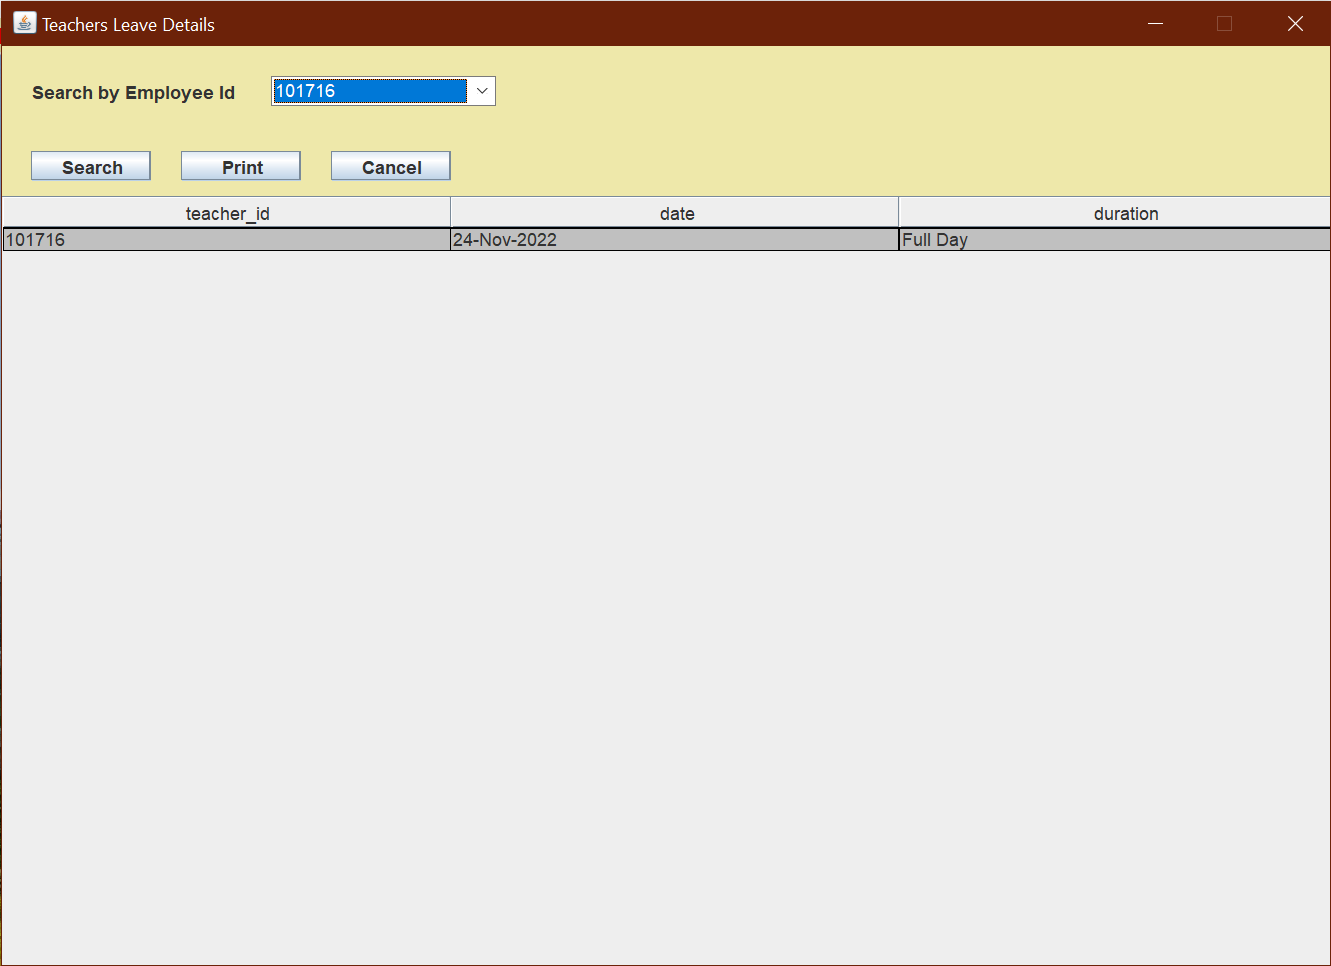 Teachers Leave Details
Search by Employee Id 101716
Search Print Cancel
teacher_id date duration
101716 24-Nov-2022 Full Day